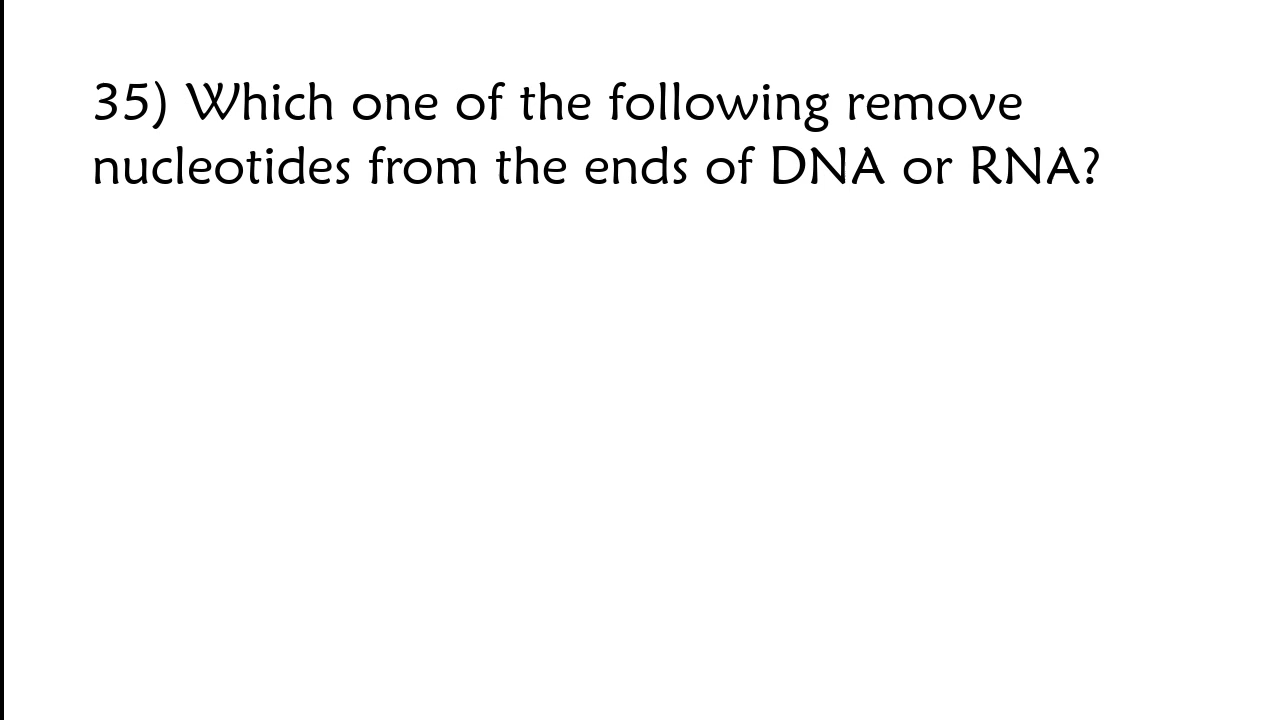 35) Which one of the following remove
nucleotides from the ends of DNA or RNA?